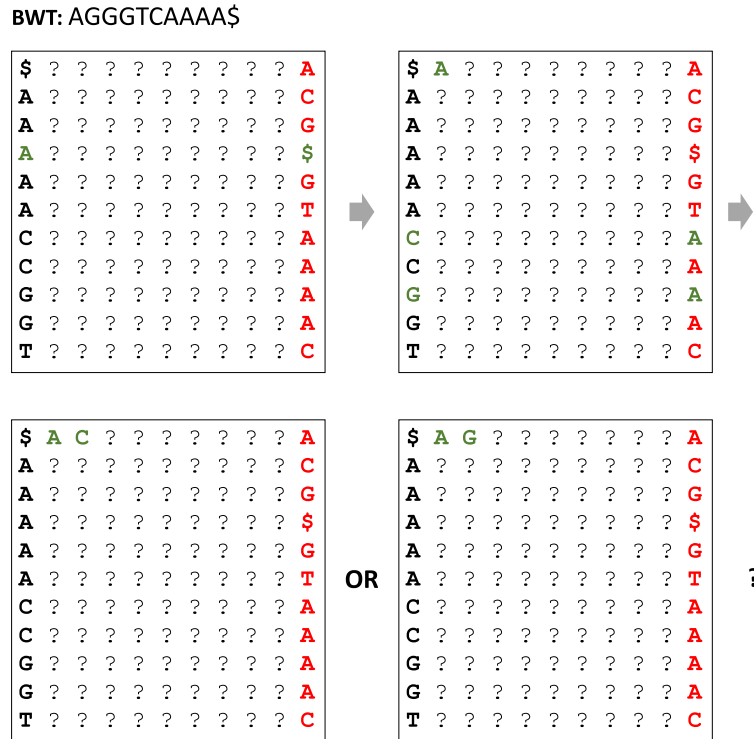 BWT: AGGGTCAAAA$
$ ? ? ? ? ? ? ? ? ? A
A ? ? ? ? ? ? ? ? ? C
A ? ? ? ? ? ? ? ? ? G
A ? ? ? ? ? ? ? ? ? $
A ? ? ? ? ? ? ? ? ? G
A ? ? ? ? ? ? ? ? ? T
C ? ? ? ? ? ? ? ? ? A
C ? ? ? ? ? ? ? ? ? A
G ? ? ? ? ? ? ? ? ? A
G ? ? ? ? ? ? ? ? ? A
T ? ? ? ? ? ? ? ? ? C
$ A ? ? ? ? ? ? ? ? A
A ? ? ? ? ? ? ? ? ? C
A ? ? ? ? ? ? ? ? ? G
A ? ? ? ? ? ? ? ? ? $
A ? ? ? ? ? ? ? ? ? G
A ? ? ? ? ? ? ? ? ? T
C ? ? ? ? ? ? ? ? ? A
C ? ? ? ? ? ? ? ? ? A
G ? ? ? ? ? ? ? ? ? A
G ? ? ? ? ? ? ? ? ? A
T ? ? ? ? ? ? ? ? ? C
$ A C ? ? ? ? ? ? ? A
A ? ? ? ? ? ? ? ? ? C
A ? ? ? ? ? ? ? ? ? G
A ? ? ? ? ? ? ? ? ? $
A ? ? ? ? ? ? ? ? ? G
A ? ? ? ? ? ? ? ? ? T
C ? ? ? ? ? ? ? ? ? A
C ? ? ? ? ? ? ? ? ? A
G ? ? ? ? ? ? ? ? ? A
G ? ? ? ? ? ? ? ? ? A
T ? ? ? ? ? ? ? ? ? C
OR
$ A G ? ? ? ? ? ? ? A
A ? ? ? ? ? ? ? ? ? C
A ? ? ? ? ? ? ? ? ? G
A ? ? ? ? ? ? ? ? ? $
A ? ? ? ? ? ? ? ? ? G
A ? ? ? ? ? ? ? ? ? T
C ? ? ? ? ? ? ? ? ? A
C ? ? ? ? ? ? ? ? ? A
G ? ? ? ? ? ? ? ? ? A
G ? ? ? ? ? ? ? ? ? A
T ? ? ? ? ? ? ? ? ? C